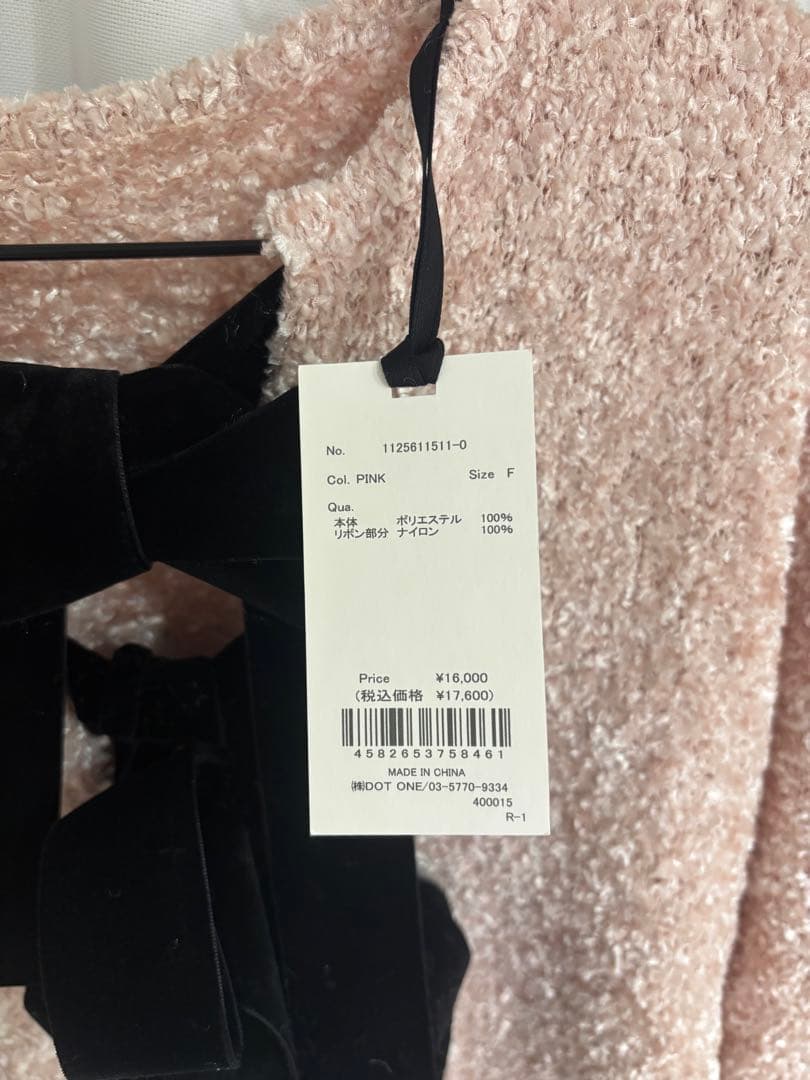 No. 1125611511-0
Col. PINK Size F
Qua.
本体 ポリエステル 100%
リボン部分 ナイロン 100%
Price ¥16,000
(税込価格 ¥17,600)
4582653758461
MADE IN CHINA
㈱DOT ONE/03-5770-9334
400015
R-1